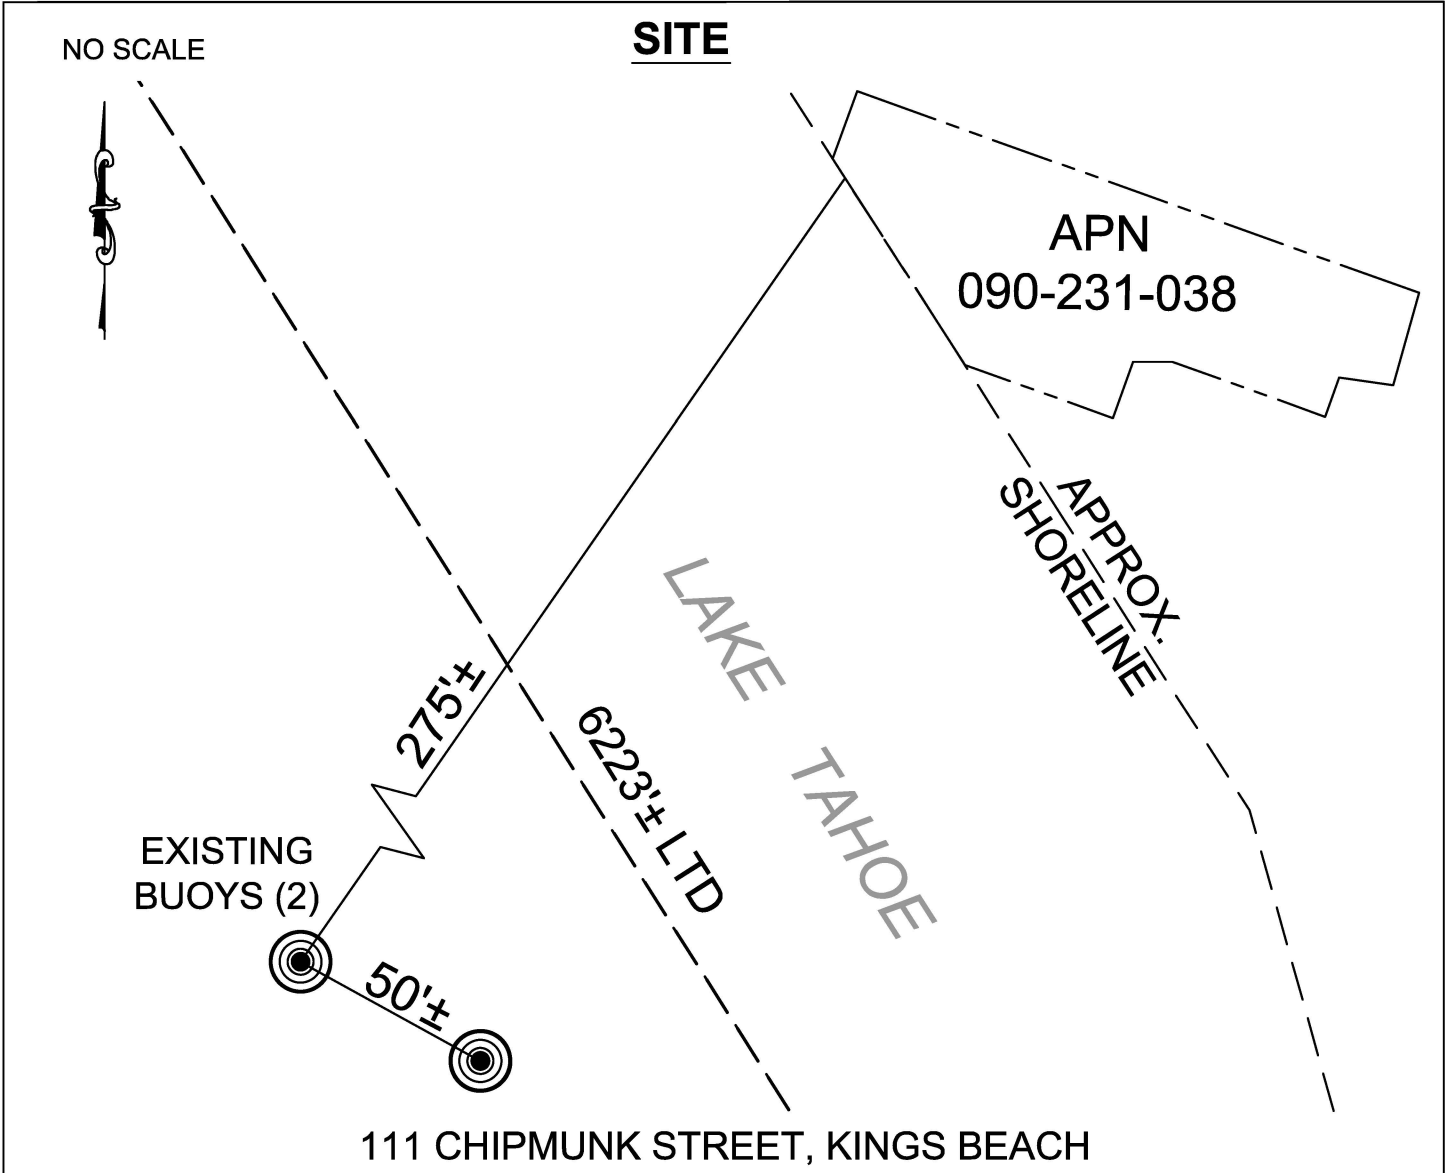 SITE
NO SCALE
APN
090-231-038
APPROX.
SHORELINE
LAKE TAHOE
275'±
6223'± LTD
EXISTING
BUOYS (2)
50'±
111 CHIPMUNK STREET, KINGS BEACH